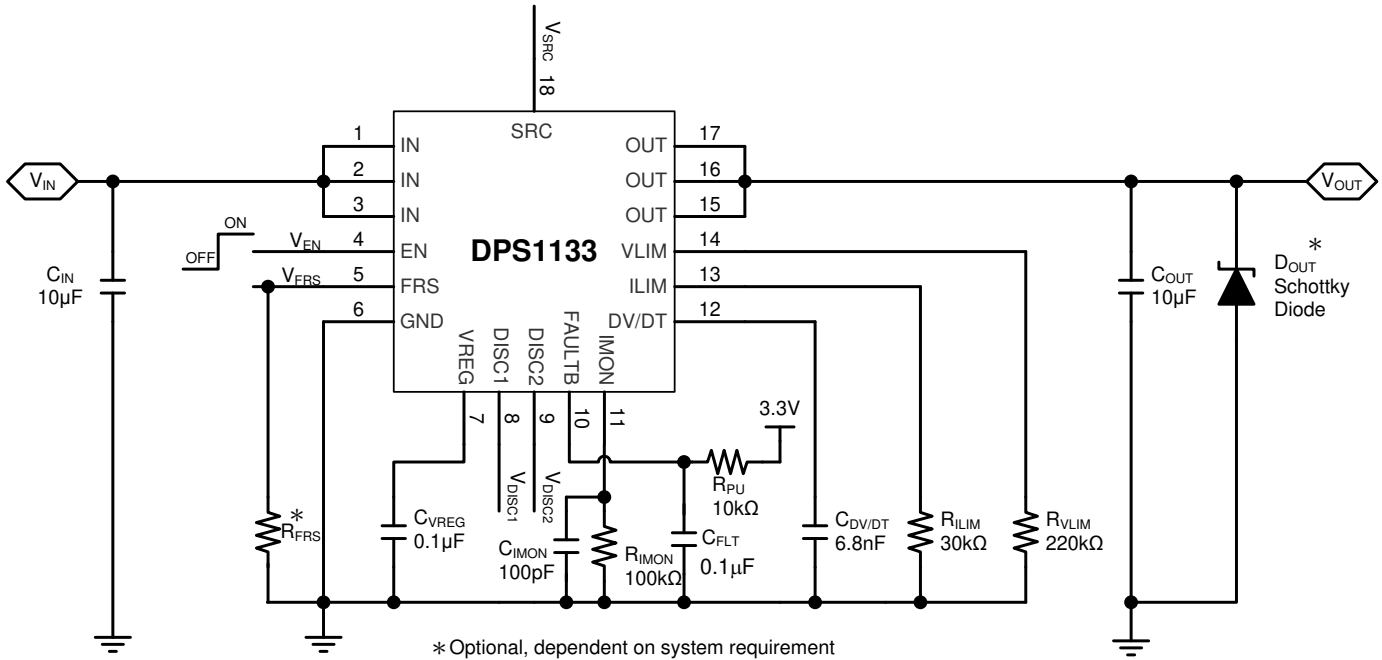 VSRC
18
SRC
1
IN
OUT
17
VIN
2
IN
OUT
16
VOUT
3
IN
OUT
15
ON
OFF
VEN
4
EN
DPS1133
VLIM
14
*
VFRS
5
FRS
ILIM
13
6
GND
DV/DT
12
CIN
10µF
COUT
10µF
DOUT
Schottky
Diode
VREG
DISC1
DISC2
FAULTB
IMON
7
8
9
10
11
3.3V
VDISC1
VDISC2
RPU
10kΩ
*
RFRS
CVREG
0.1µF
CIMON
100pF
RIMON
100kΩ
CFLT
0.1µF
CDV/DT
6.8nF
RILIM
30kΩ
RVLIM
220kΩ
*Optional, dependent on system requirement